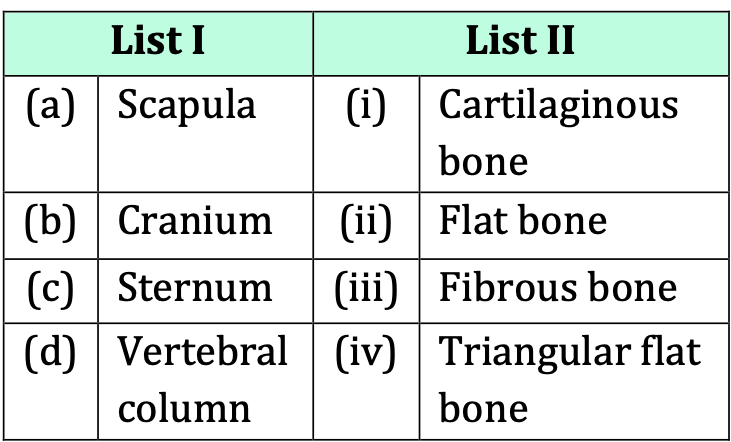 List I List II
(a) Scapula (i) Cartilaginous
bone
(b) Cranium (ii) Flat bone
(c) Sternum (iii) Fibrous bone
(d) Vertebral (iv) Triangular flat
column bone